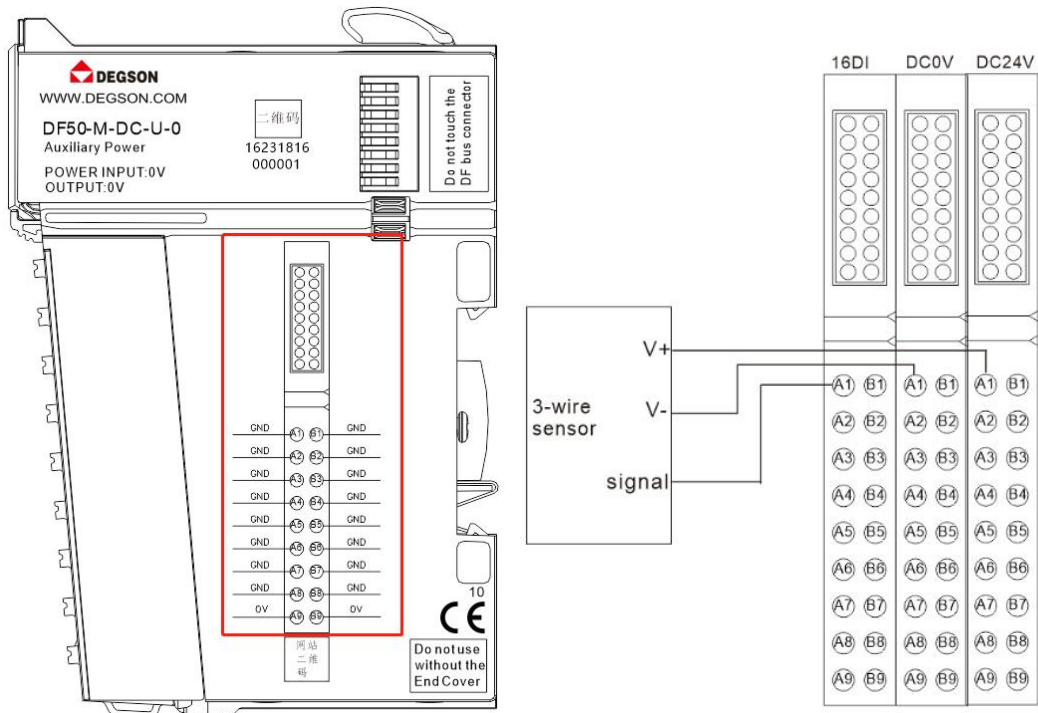 DEGSON
WWW.DEGSON.COM
DF50-M-DC-U-0
Auxiliary Power
POWER INPUT:0V
OUTPUT:0V
二维码
16231816
000001
Do not touch the
DF bus connector
GND A1 B1 GND
GND A2 B2 GND
GND A3 B3 GND
GND A4 B4 GND
GND A5 B5 GND
GND A6 B6 GND
GND A7 B7 GND
GND A8 B8 GND
0V A9 B9 0V
网站
二维
码
10
CE
Do not use
without the
End Cover
3-wire
sensor
V+
V-
signal
16DI DC0V DC24V
A1 B1 A1 B1 A1 B1
A2 B2 A2 B2 A2 B2
A3 B3 A3 B3 A3 B3
A4 B4 A4 B4 A4 B4
A5 B5 A5 B5 A5 B5
A6 B6 A6 B6 A6 B6
A7 B7 A7 B7 A7 B7
A8 B8 A8 B8 A8 B8
A9 B9 A9 B9 A9 B9